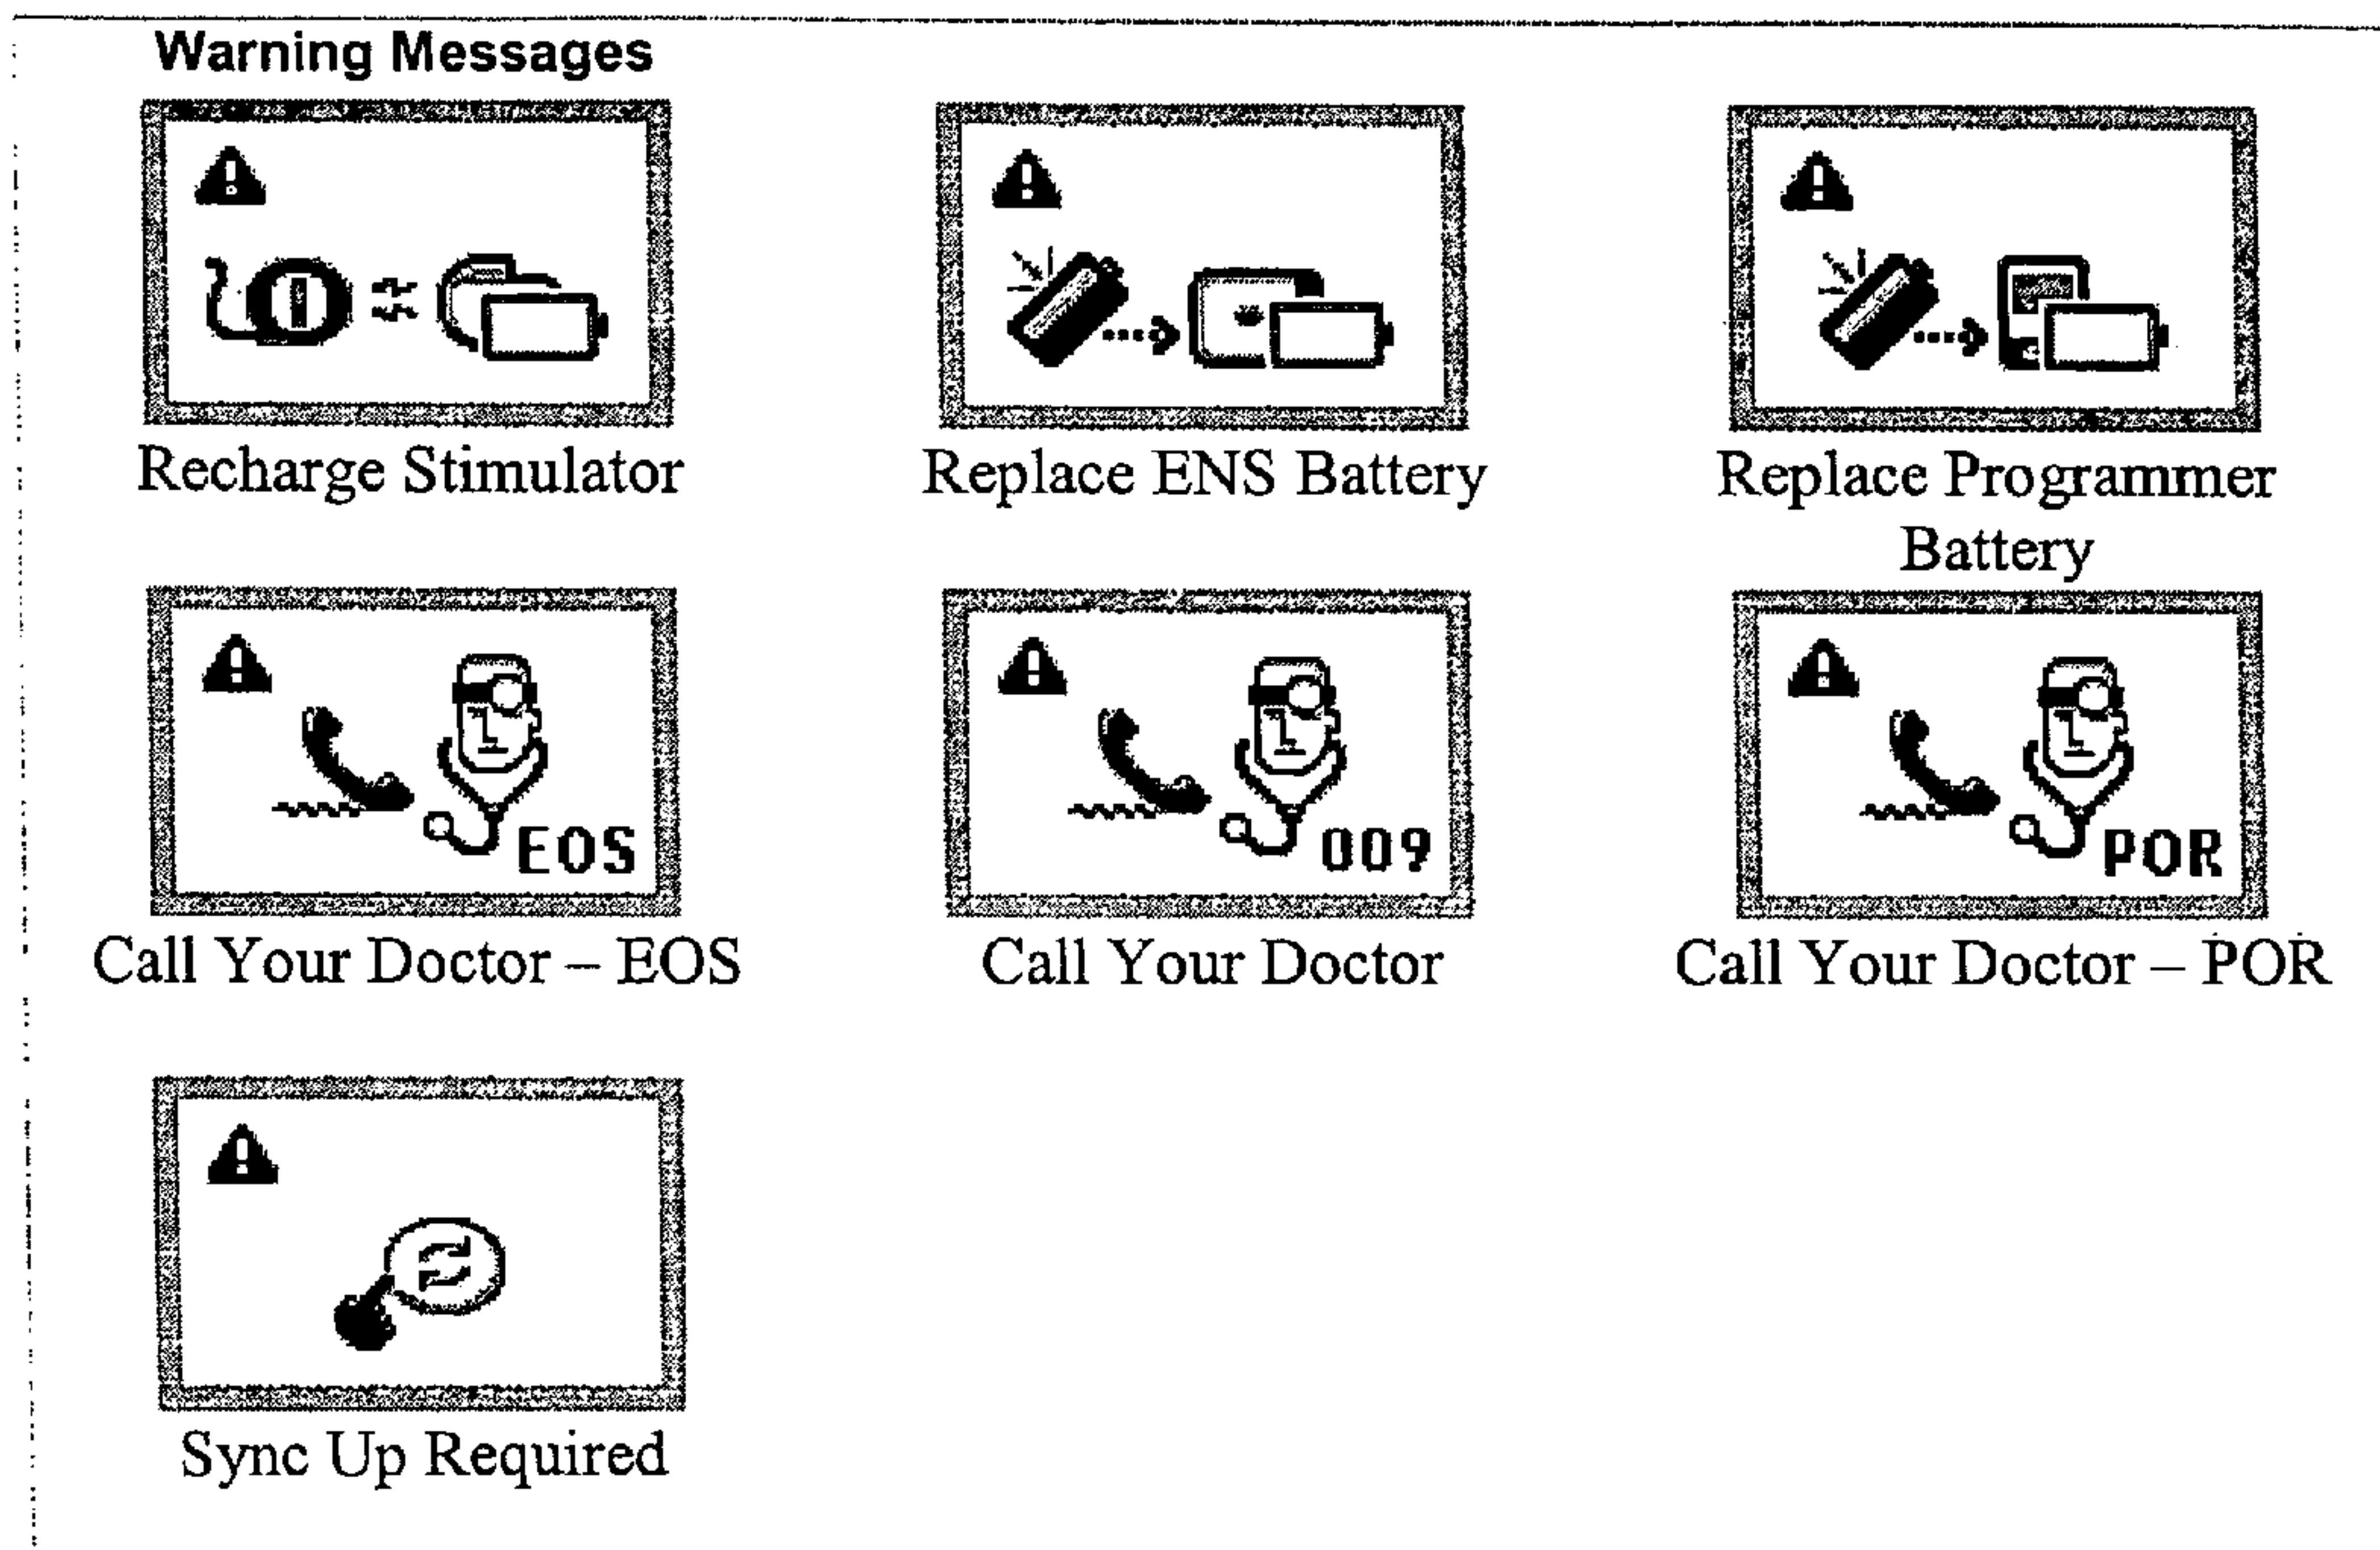 Warning Messages
Recharge Stimulator
Replace ENS Battery
Replace Programmer
Battery
EOS
009
POR
Call Your Doctor – EOS
Call Your Doctor
Call Your Doctor – POR
Sync Up Required